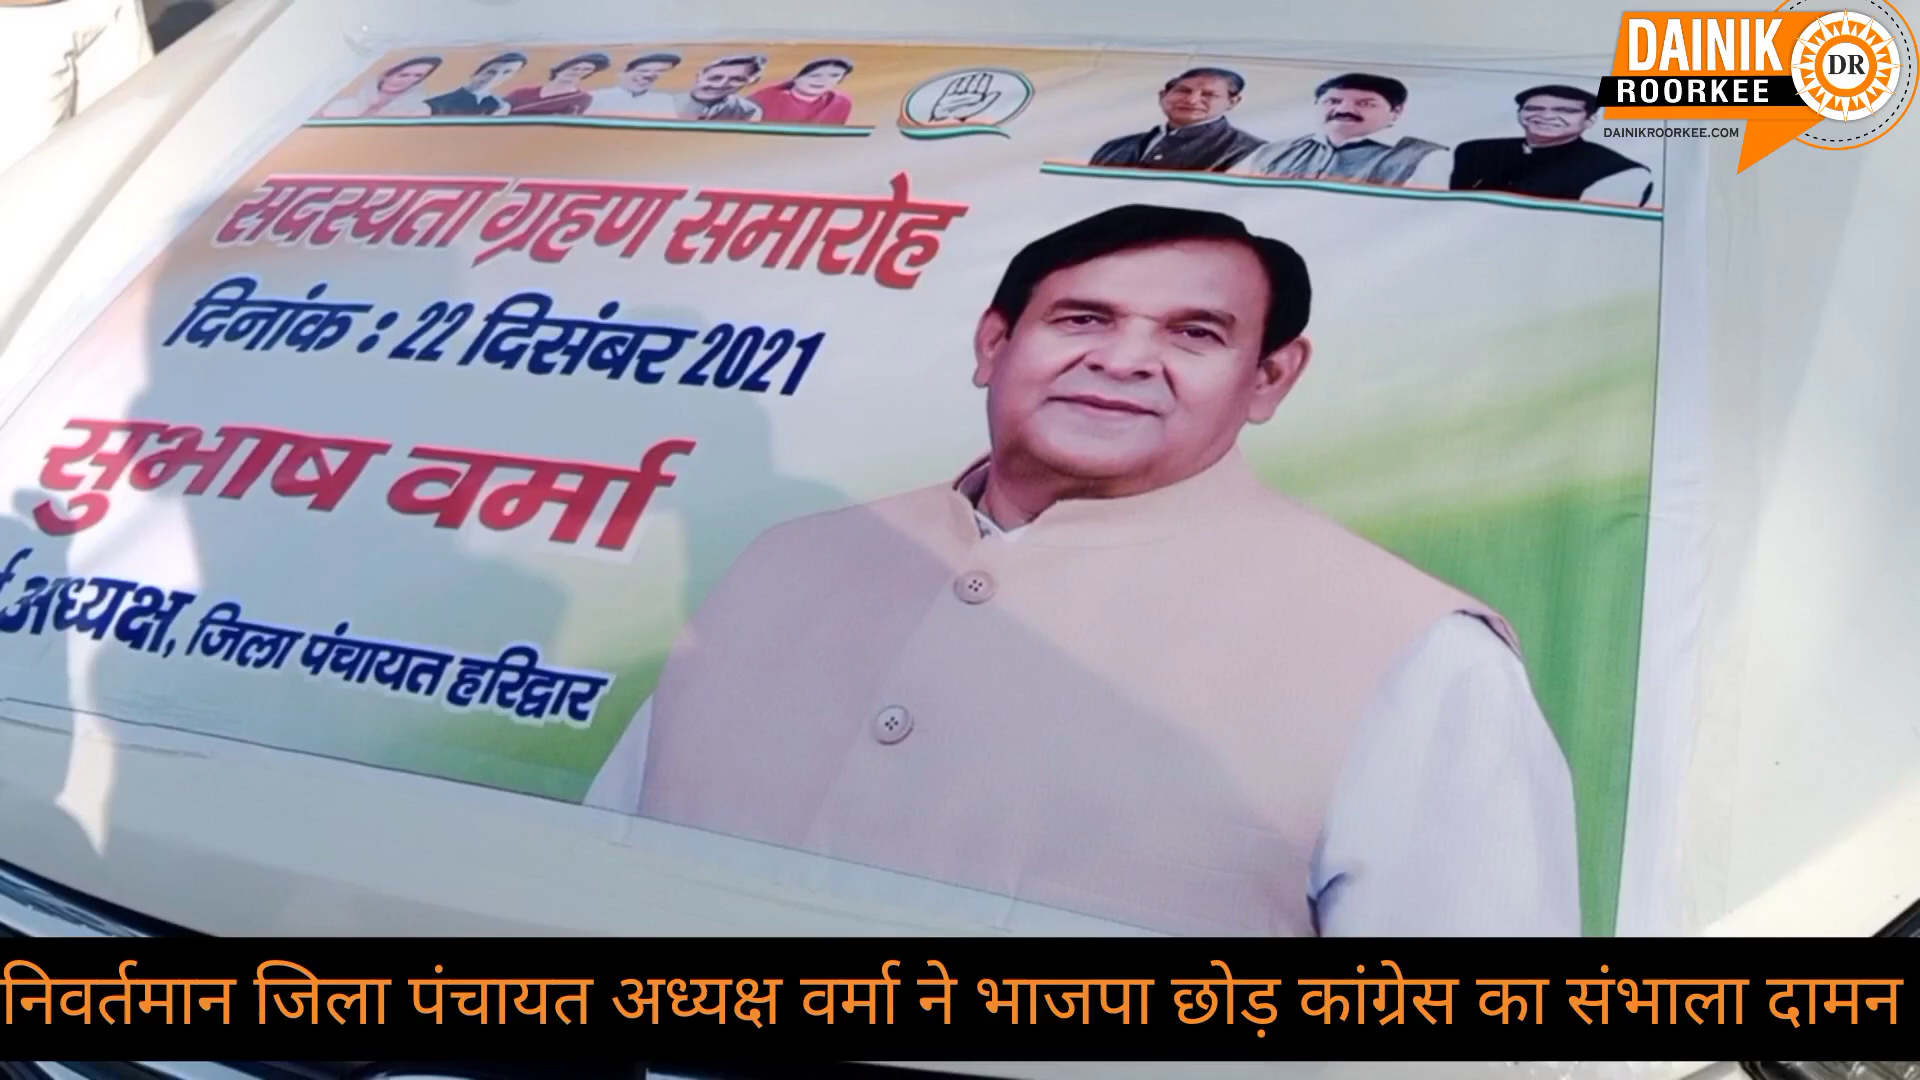 DAINIK
ROORKEE
DR
DAINIKROORKEE.COM
सदस्यता ग्रहण समारोह
दिनांक : 22 दिसंबर 2021
सुभाष वर्मा
अध्यक्ष, जिला पंचायत हरिद्वार
निवर्तमान जिला पंचायत अध्यक्ष वर्मा ने भाजपा छोड़ कांग्रेस का संभाला दामन